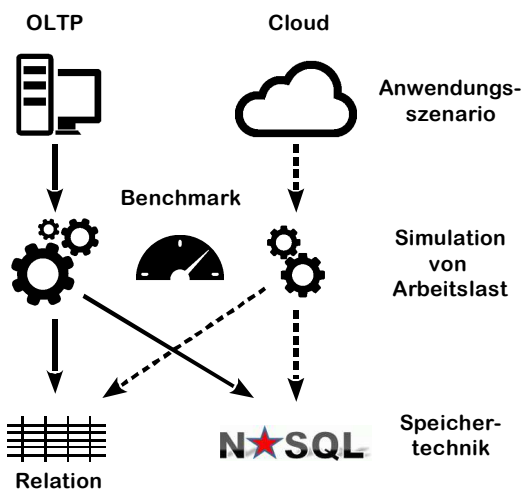 OLTP
Cloud
Anwendungs-
szenario
Benchmark
Simulation
von
Arbeitslast
N★SQL
Speicher-
technik
Relation